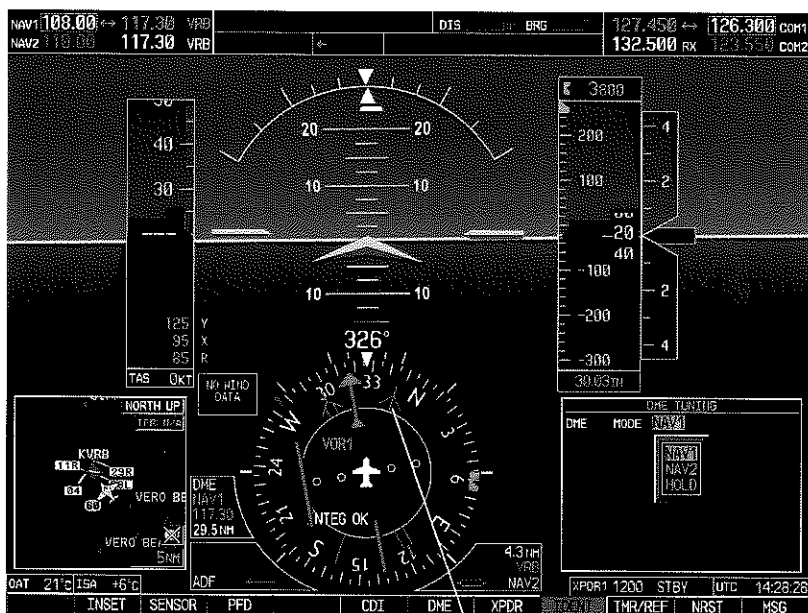 NAV1 108.00 ↔ 117.30 VRB
NAV2 110.00 117.30 VRB
DIS BRG
127.450 ↔ 126.300 COM1
132.500 RX 123.550 COM2
40
30
20 20
10 10
10 10
125 Y
95 X
85 R
TAS 0KT
3800
200
100
-20
40
-100
-200
-300
30.03IN
4
2
2
4
326°
NO WIND
DATA
30 33 N 3 6 E 12 15 S 21 24 W
VOR1
NTEG OK
DME
NAV1
117.30
29.5NM
ADF
4.3NM
VRB
NAV2
NORTH UP
KVRB
11R 29R
04
VERO BE
VERO BE
5NM
DME TUNING
DME MODE NAV1
NAV1
NAV2
HOLD
OAT 21°C ISA +6°C
XPDR1 1200 STBY UTC 14:28:28
INSET SENSOR PFD CDI DME XPDR IDENT TMR/REF NRST MSG